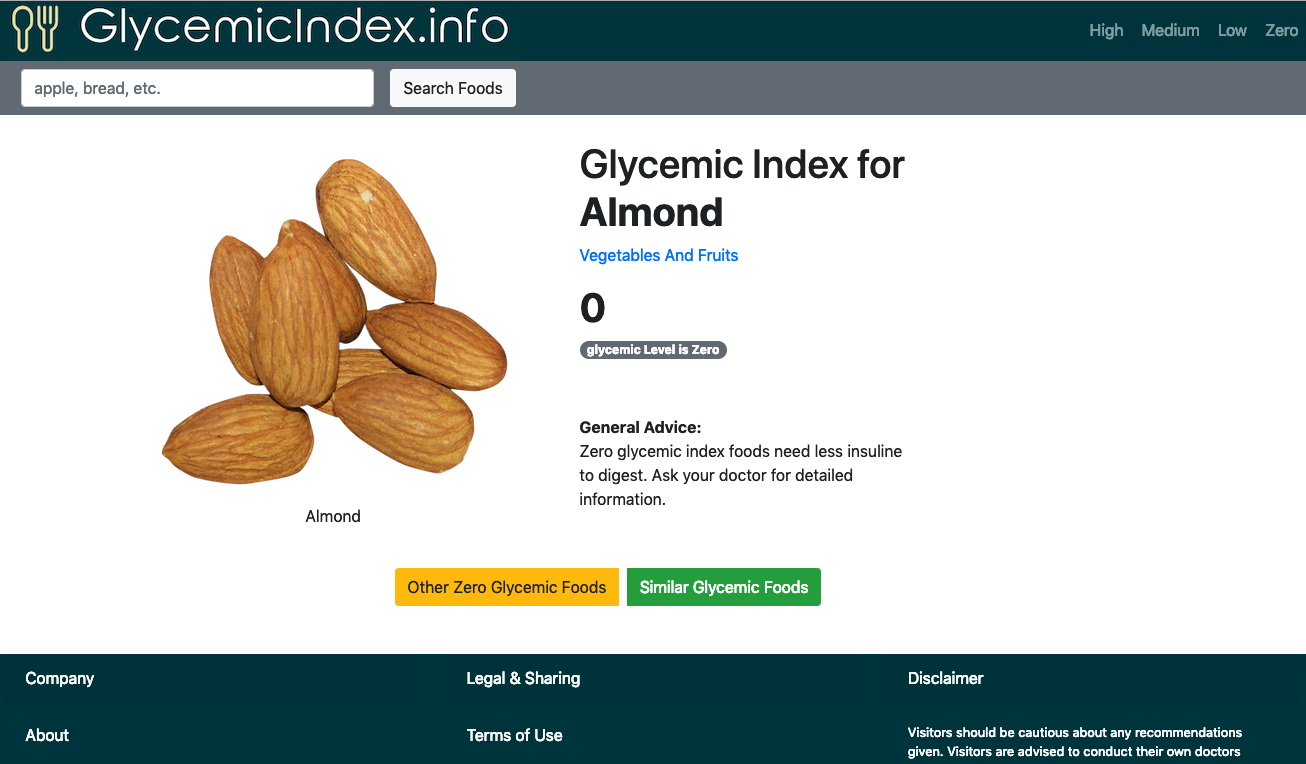 GlycemicIndex.info
High Medium Low Zero
apple, bread, etc.
Search Foods
Glycemic Index for
Almond
Vegetables And Fruits
0
glycemic Level is Zero
General Advice:
Zero glycemic index foods need less insuline
to digest. Ask your doctor for detailed
information.
Almond
Other Zero Glycemic Foods
Similar Glycemic Foods
Company
Legal & Sharing
Disclaimer
About
Terms of Use
Visitors should be cautious about any recommendations
given. Visitors are advised to conduct their own doctors